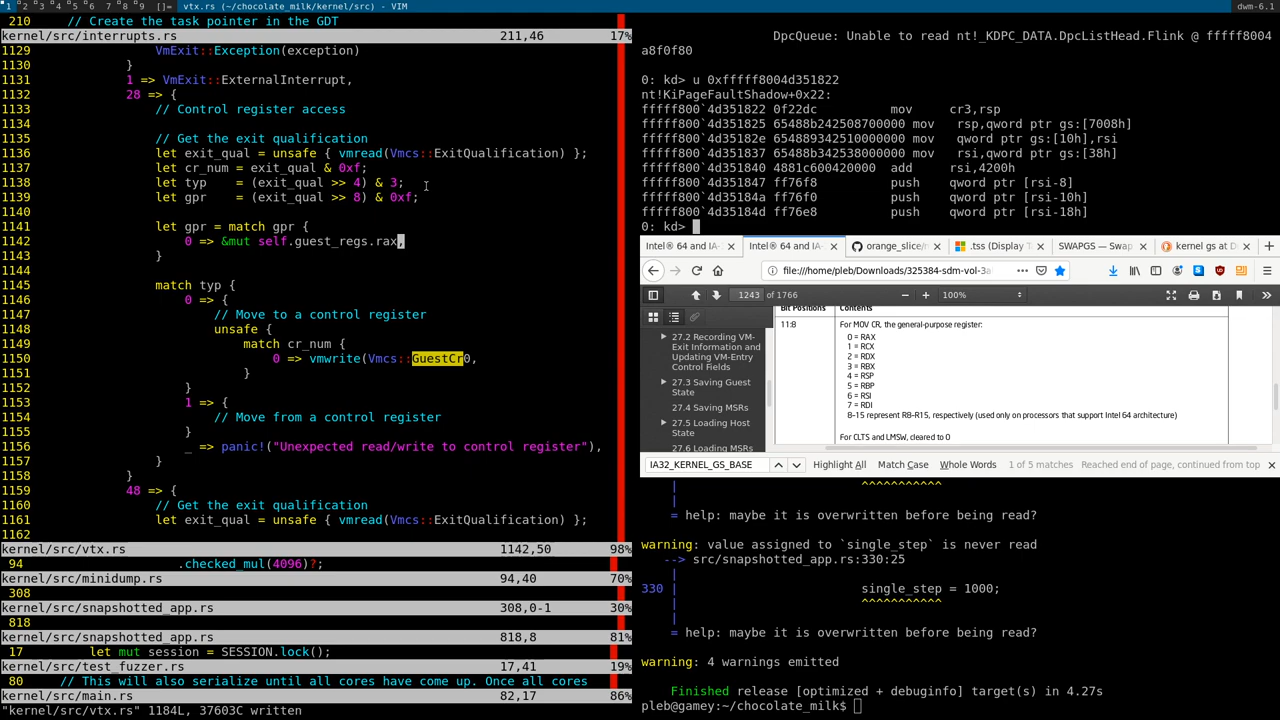 1 2 3 4 5 6 7 8 9 []= vtx.rs (~/chocolate_milk/kernel/src) - VIM dwm-6.1
210 // Create the task pointer in the GDT
kernel/src/interrupts.rs 211,46 17%
1129 VmExit::Exception(exception)
1130 }
1131 1 => VmExit::ExternalInterrupt,
1132 28 => {
1133 // Control register access
1134
1135 // Get the exit qualification
1136 let exit_qual = unsafe { vmread(Vmcs::ExitQualification) };
1137 let cr_num = exit_qual & 0xf;
1138 let typ = (exit_qual >> 4) & 3;
1139 let gpr = (exit_qual >> 8) & 0xf;
1140
1141 let gpr = match gpr {
1142 0 => &mut self.guest_regs.rax,
1143 }
1144
1145 match typ {
1146 0 => {
1147 // Move to a control register
1148 unsafe {
1149 match cr_num {
1150 0 => vmwrite(Vmcs::GuestCr0,
1151 }
1152 }
1153 1 => {
1154 // Move from a control register
1155 }
1156 _ => panic!("Unexpected read/write to control register"),
1157 }
1158 }
1159 48 => {
1160 // Get the exit qualification
1161 let exit_qual = unsafe { vmread(Vmcs::ExitQualification) };
1162
kernel/src/vtx.rs 1142,50 98%
94 .checked_mul(4096)?;
kernel/src/minidump.rs 94,40 70%
308
kernel/src/snapshotted_app.rs 308,0-1 30%
818
kernel/src/snapshotted_app.rs 818,8 81%
17 let mut session = SESSION.lock();
kernel/src/test_fuzzer.rs 17,41 19%
80 // This will also serialize until all cores have come up. Once all cores
kernel/src/main.rs 82,17 86%
"kernel/src/vtx.rs" 1184L, 37603C written
DpcQueue: Unable to read nt!_KDPC_DATA.DpcListHead.Flink @ fffff8004
a8f0f80
0: kd> u 0xfffff8004d351822
nt!KiPageFaultShadow+0x22:
fffff800`4d351822 0f22dc mov cr3,rsp
fffff800`4d351825 65488b242508700000 mov rsp,qword ptr gs:[7008h]
fffff800`4d35182e 654889342510000000 mov qword ptr gs:[10h],rsi
fffff800`4d351837 65488b342538000000 mov rsi,qword ptr gs:[38h]
fffff800`4d351840 4881c600420000 add rsi,4200h
fffff800`4d351847 ff76f8 push qword ptr [rsi-8]
fffff800`4d35184a ff76f0 push qword ptr [rsi-10h]
fffff800`4d35184d ff76e8 push qword ptr [rsi-18h]
0: kd>
Intel® 64 and IA- Intel® 64 and IA- orange_slice/m .tss (Display T SWAPGS — Swap kernel gs at D
file:///home/pleb/Downloads/325384-sdm-vol-3a
1243 of 1766 100%
27.2 Recording VM-
Exit Information and
Updating VM-Entry
Control Fields
27.3 Saving Guest
State
27.4 Saving MSRs
27.5 Loading Host
State
27.6 Loading MSRs
Bit Positions Contents
11:8 For MOV CR, the general-purpose register:
0 = RAX
1 = RCX
2 = RDX
3 = RBX
4 = RSP
5 = RBP
6 = RSI
7 = RDI
8–15 represent R8-R15, respectively (used only on processors that support Intel 64 architecture)
For CLTS and LMSW, cleared to 0
IA32_KERNEL_GS_BASE Highlight All Match Case Whole Words 1 of 5 matches Reached end of page, continued from top
| ^^^^^^^^^^^
|
= help: maybe it is overwritten before being read?
warning: value assigned to `single_step` is never read
--> src/snapshotted_app.rs:330:25
|
330 | single_step = 1000;
| ^^^^^^^^^^^
|
= help: maybe it is overwritten before being read?
warning: 4 warnings emitted
Finished release [optimized + debuginfo] target(s) in 4.27s
pleb@gamey:~/chocolate_milk$